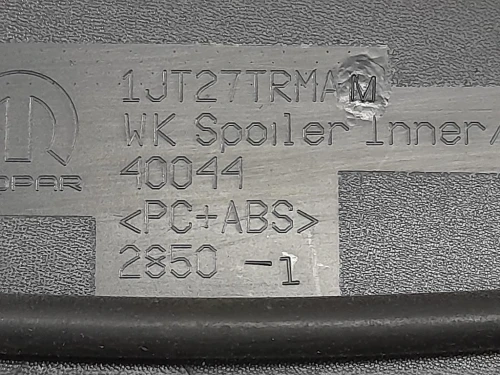 1JT27TRMAM
WK Spoiler Inner/
40044
OPAR
<PC+ABS>
2850 -1